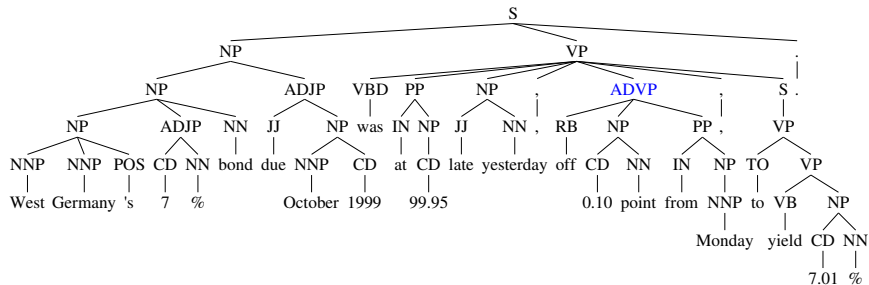 S
NP VP .
NP ADJP VBD PP NP , ADVP , S .
NP ADJP NN JJ NP was IN NP JJ NN , RB NP PP , VP
NNP NNP POS CD NN bond due NNP CD at CD late yesterday off CD NN IN NP TO VP
West Germany 's 7 % October 1999 99.95 0.10 point from NNP to VB NP
Monday yield CD NN
7.01 %